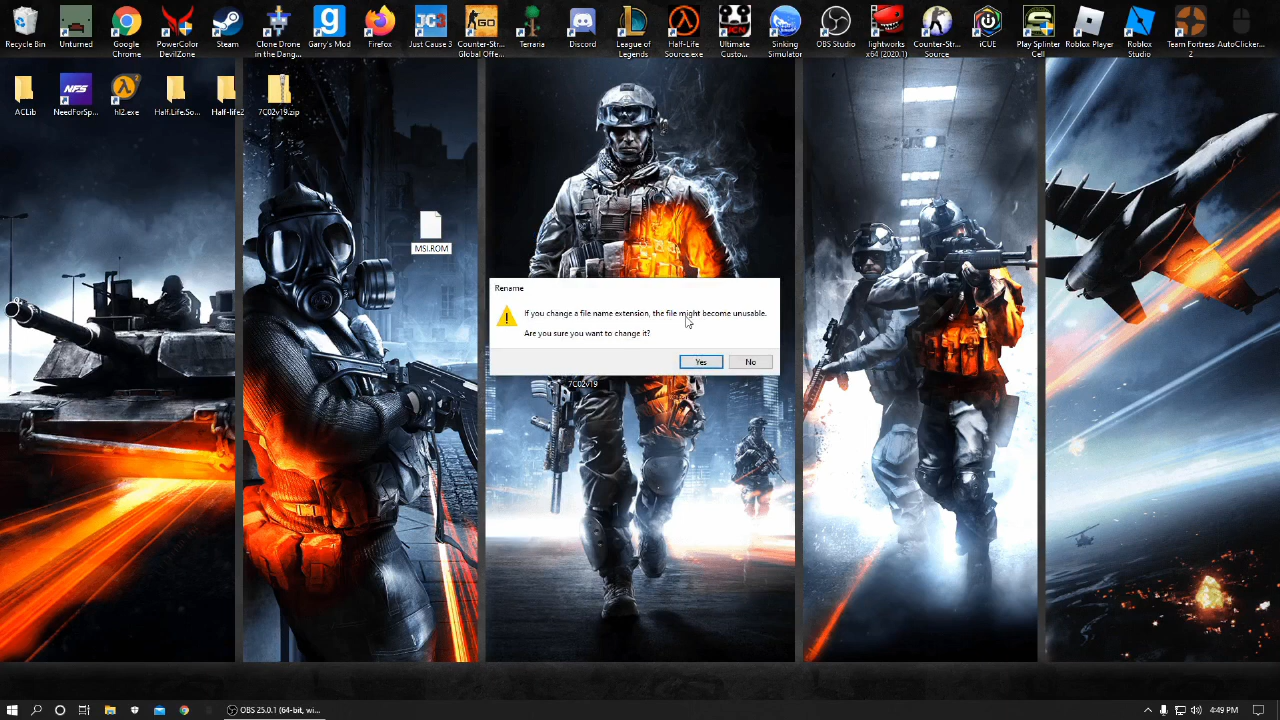 Recycle Bin
Unturned
Google Chrome
PowerColor DevilZone
Steam
Clone Drone in the Dang...
Garry's Mod
Firefox
Just Cause 3
Counter-Str... Global Offe...
Terraria
Discord
League of Legends
Half-Life Source.exe
Ultimate Custo...
Sinking Simulator
OBS Studio
lightworks x64 (2020.1)
Counter-Str... Source
iCUE
Play Splinter Cell
Roblox Player
Roblox Studio
Team Fortress 2
AutoClicker...
ACLib
NeedForSp...
hl2.exe
Half.Life.So...
Half-life2
7C02v19.zip
MSI.ROM
Rename
If you change a file name extension, the file might become unusable.
Are you sure you want to change it?
Yes
No
7C02v19
OBS 25.0.1 (64-bit, wi...
4:49 PM